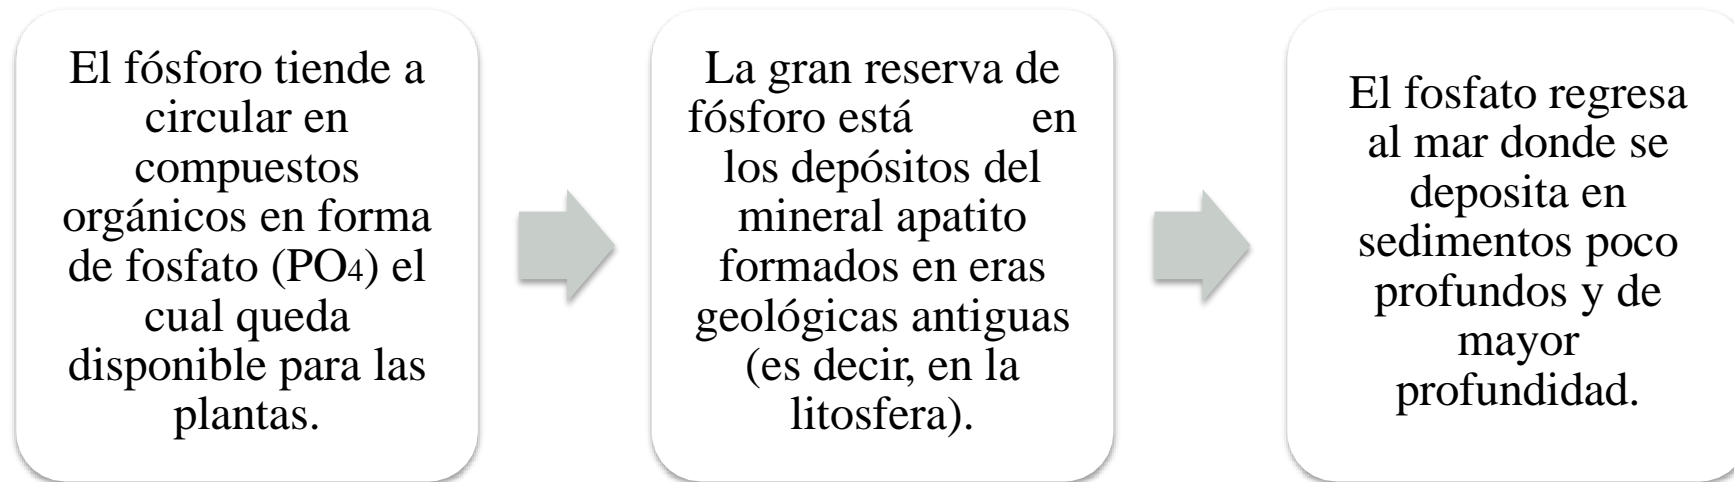 El fósforo tiende a
circular en
compuestos
orgánicos en forma
de fosfato (PO4) el
cual queda
disponible para las
plantas.
La gran reserva de
fósforo está en
los depósitos del
mineral apatito
formados en eras
geológicas antiguas
(es decir, en la
litosfera).
El fosfato regresa
al mar donde se
deposita en
sedimentos poco
profundos y de
mayor
profundidad.